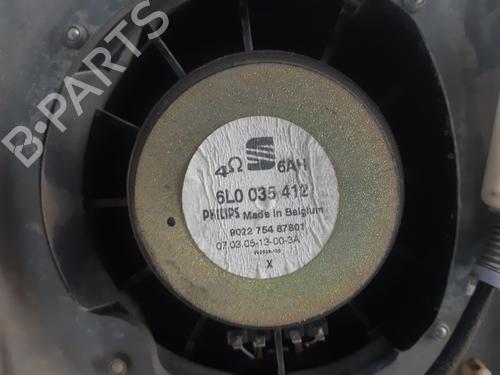 B-PARTS
4Ω 6AH
6L0 035 412
PHILIPS Made in Belgium
9022 754 87801
07.03.05-13-00-3A
X